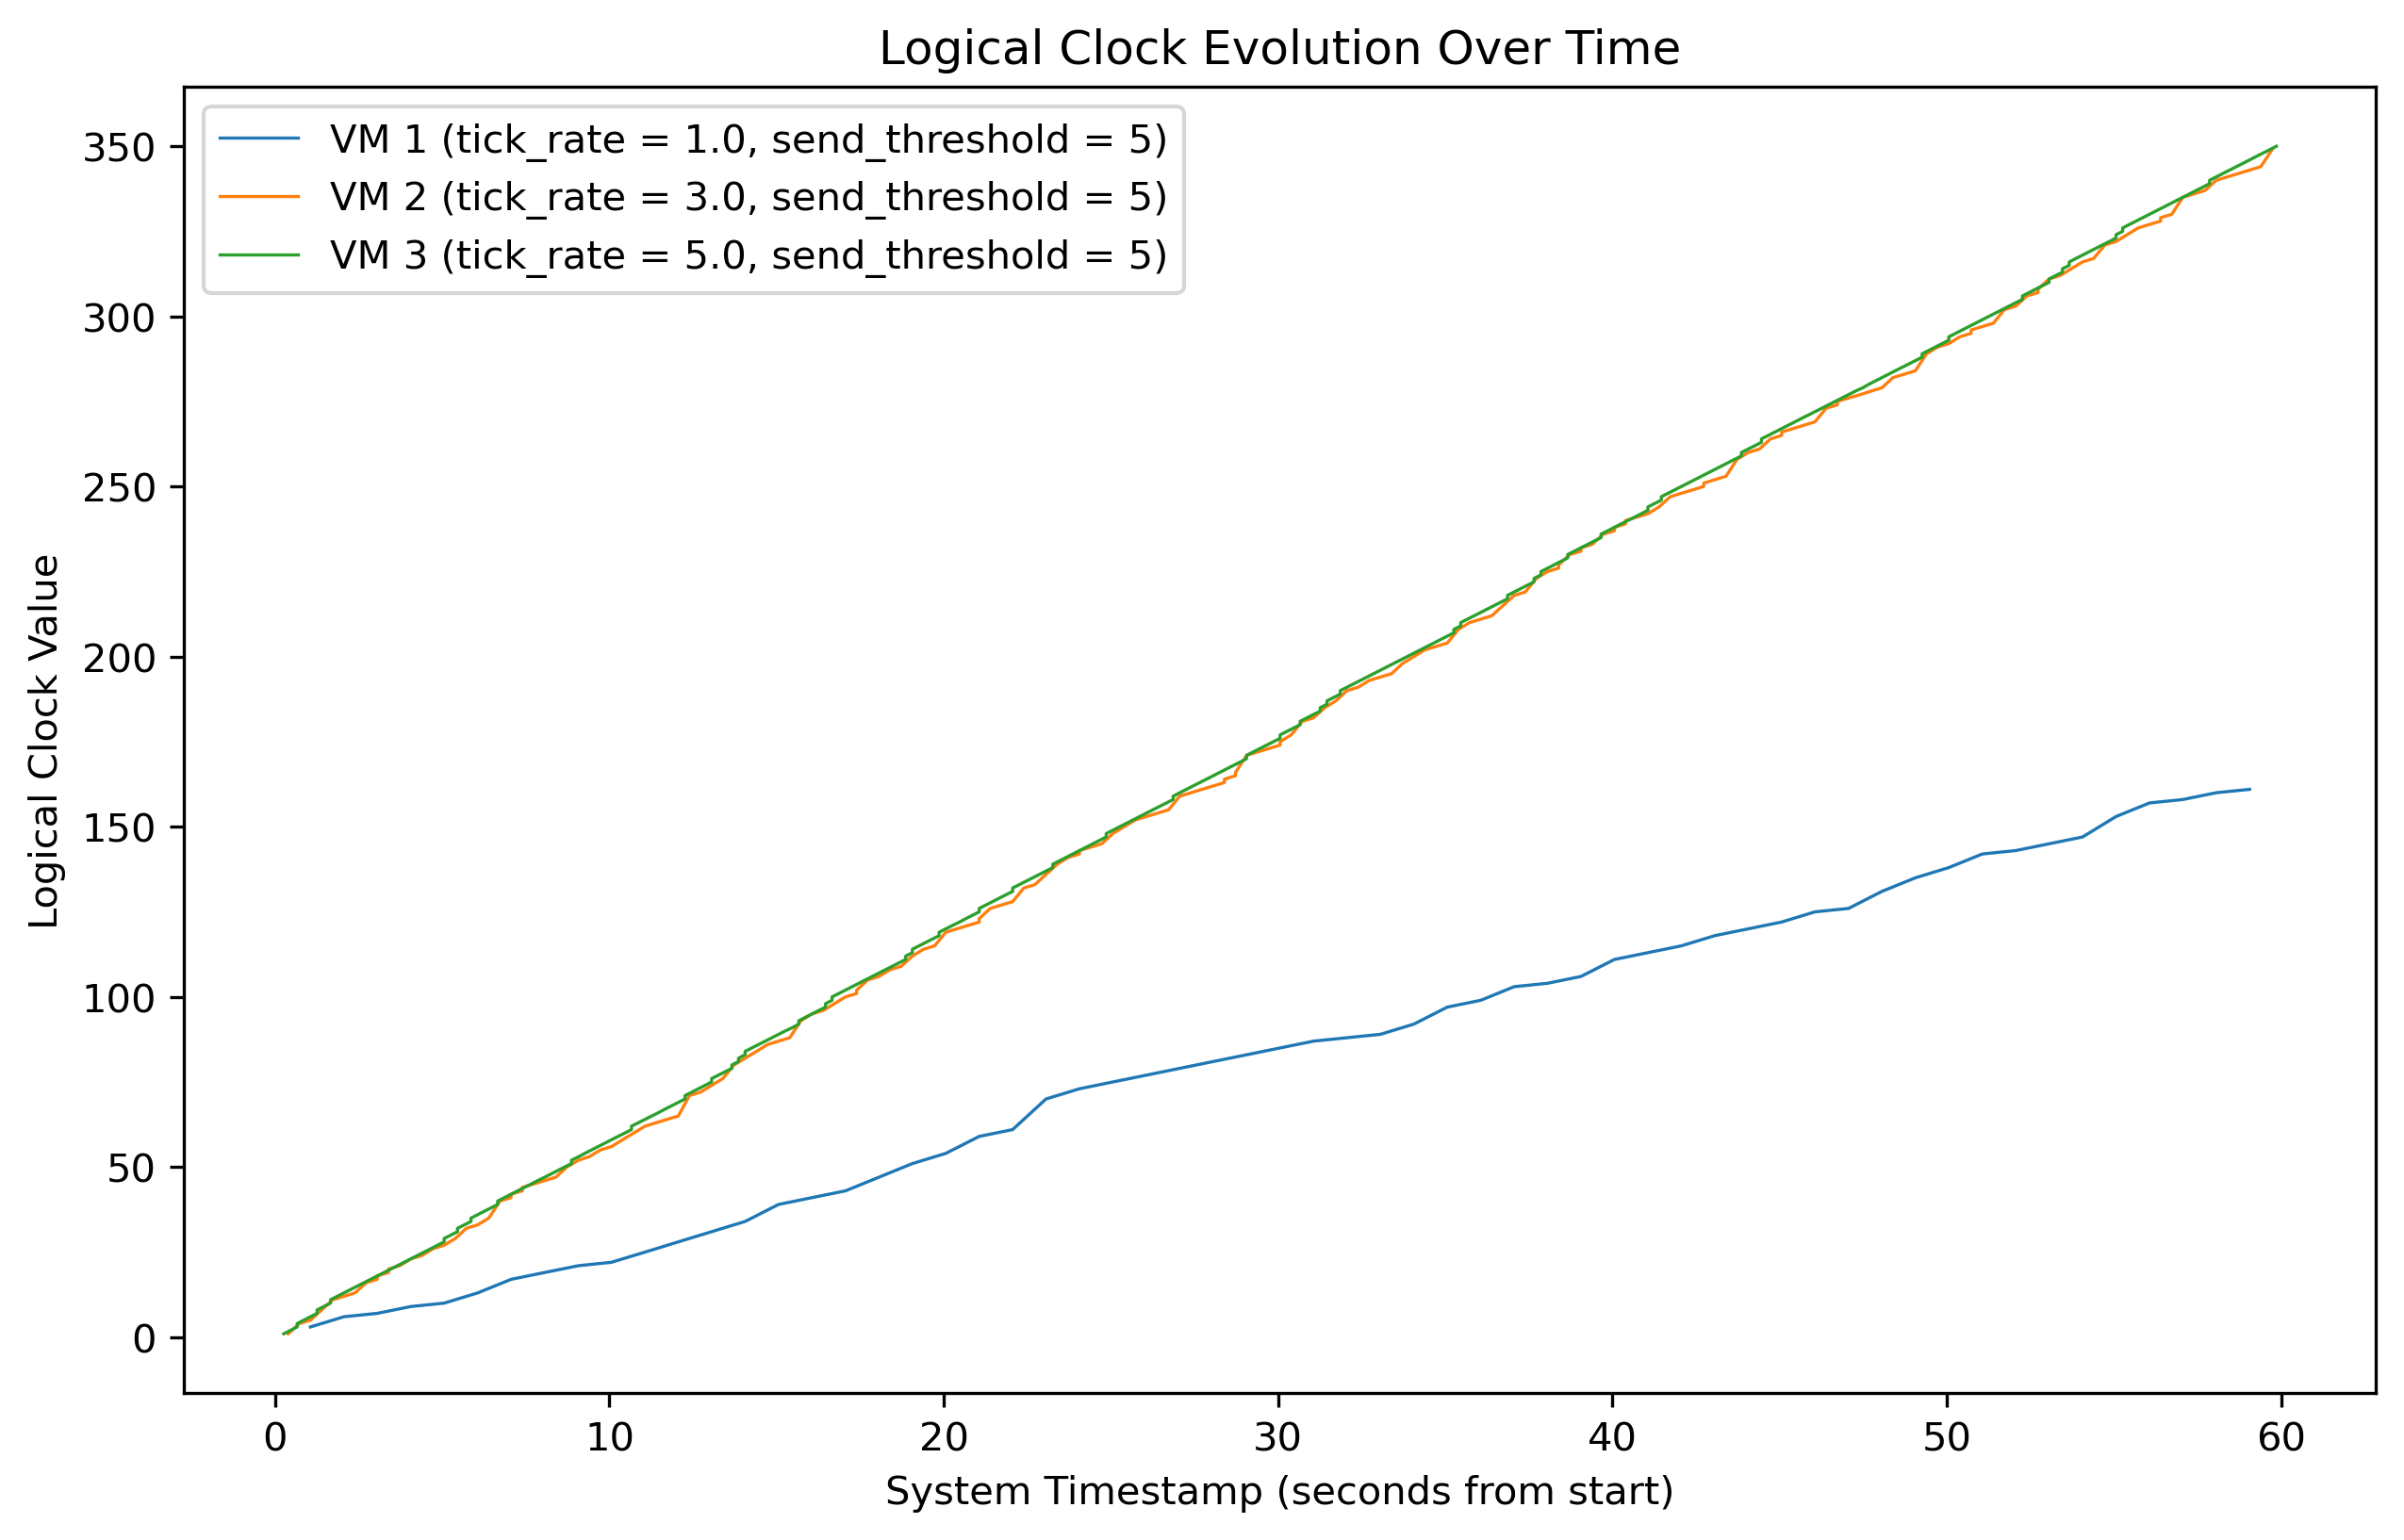 Logical Clock Evolution Over Time
VM 1 (tick_rate = 1.0, send_threshold = 5)
VM 2 (tick_rate = 3.0, send_threshold = 5)
VM 3 (tick_rate = 5.0, send_threshold = 5)
Logical Clock Value
350
300
250
200
150
100
50
0
0 10 20 30 40 50 60
System Timestamp (seconds from start)